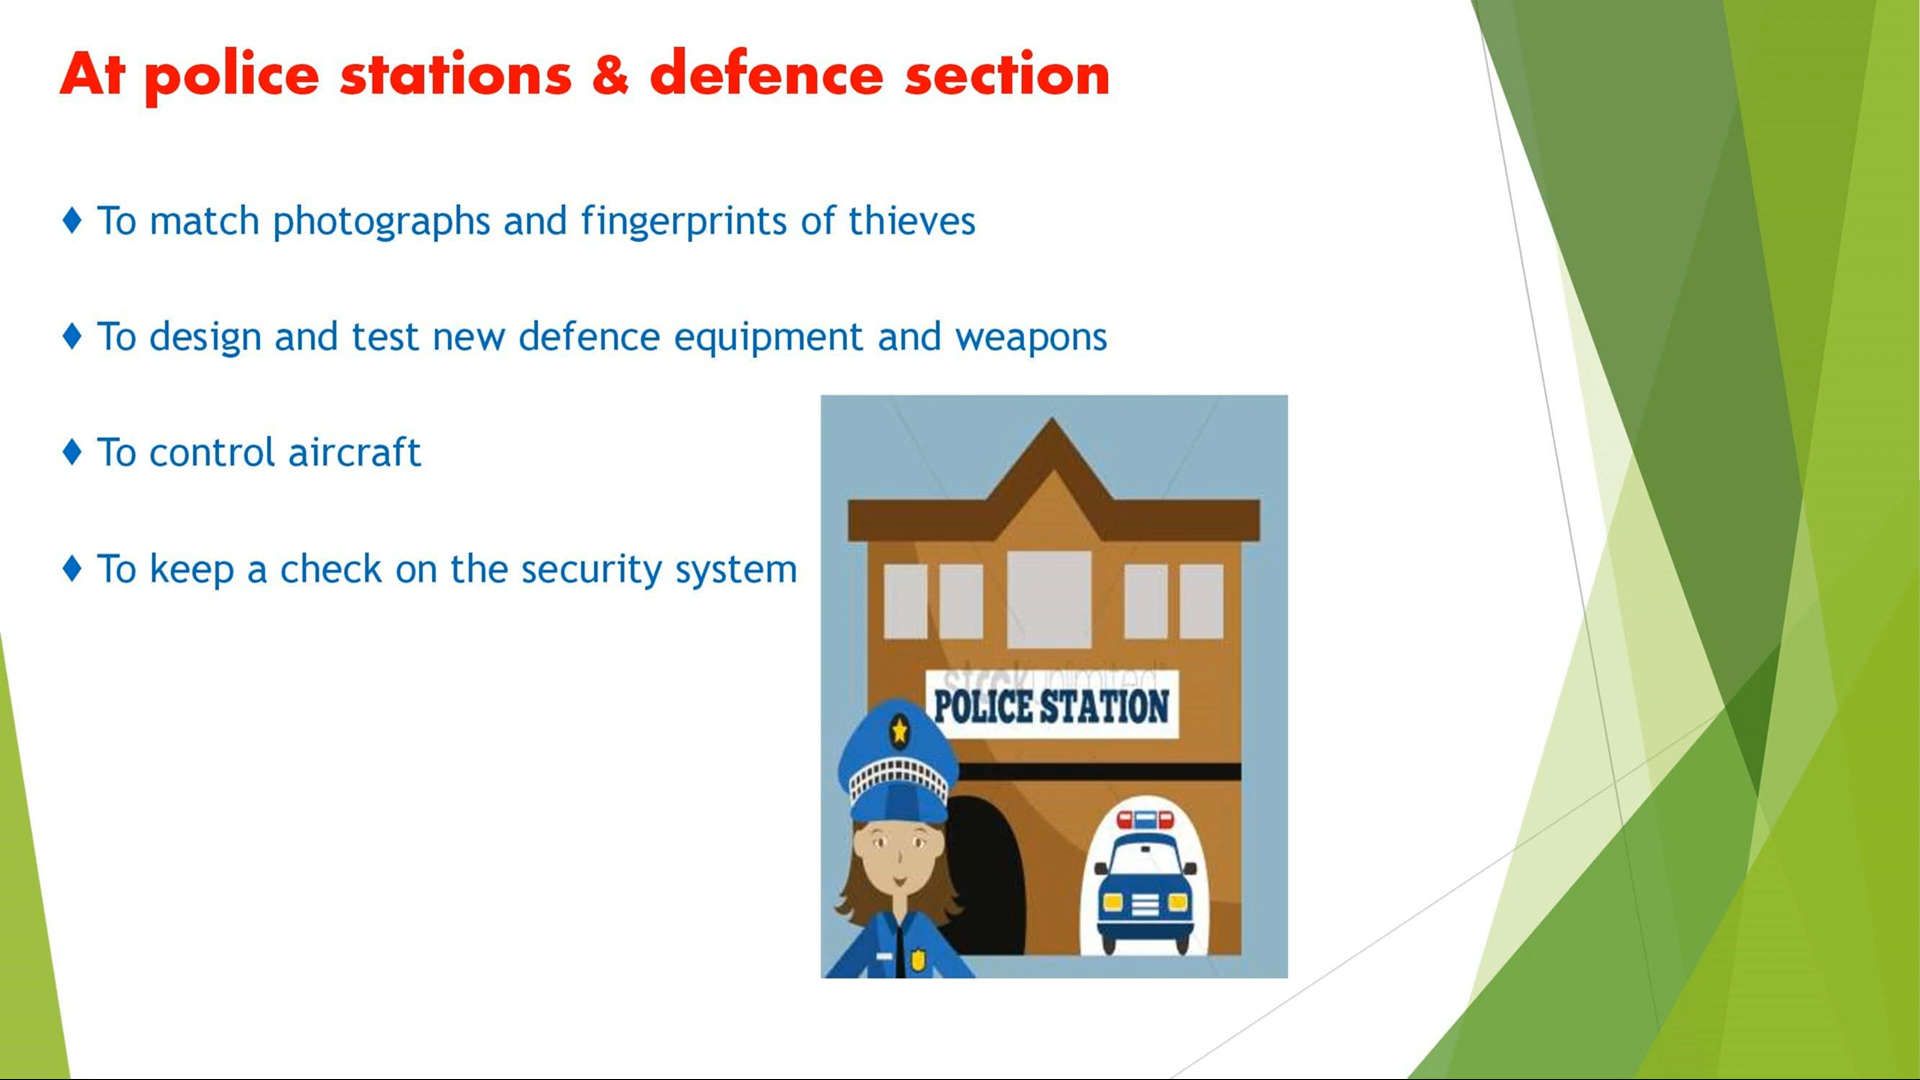 At police stations & defence section
♦ To match photographs and fingerprints of thieves
♦ To design and test new defence equipment and weapons
♦ To control aircraft
♦ To keep a check on the security system
stockunlimited
POLICE STATION